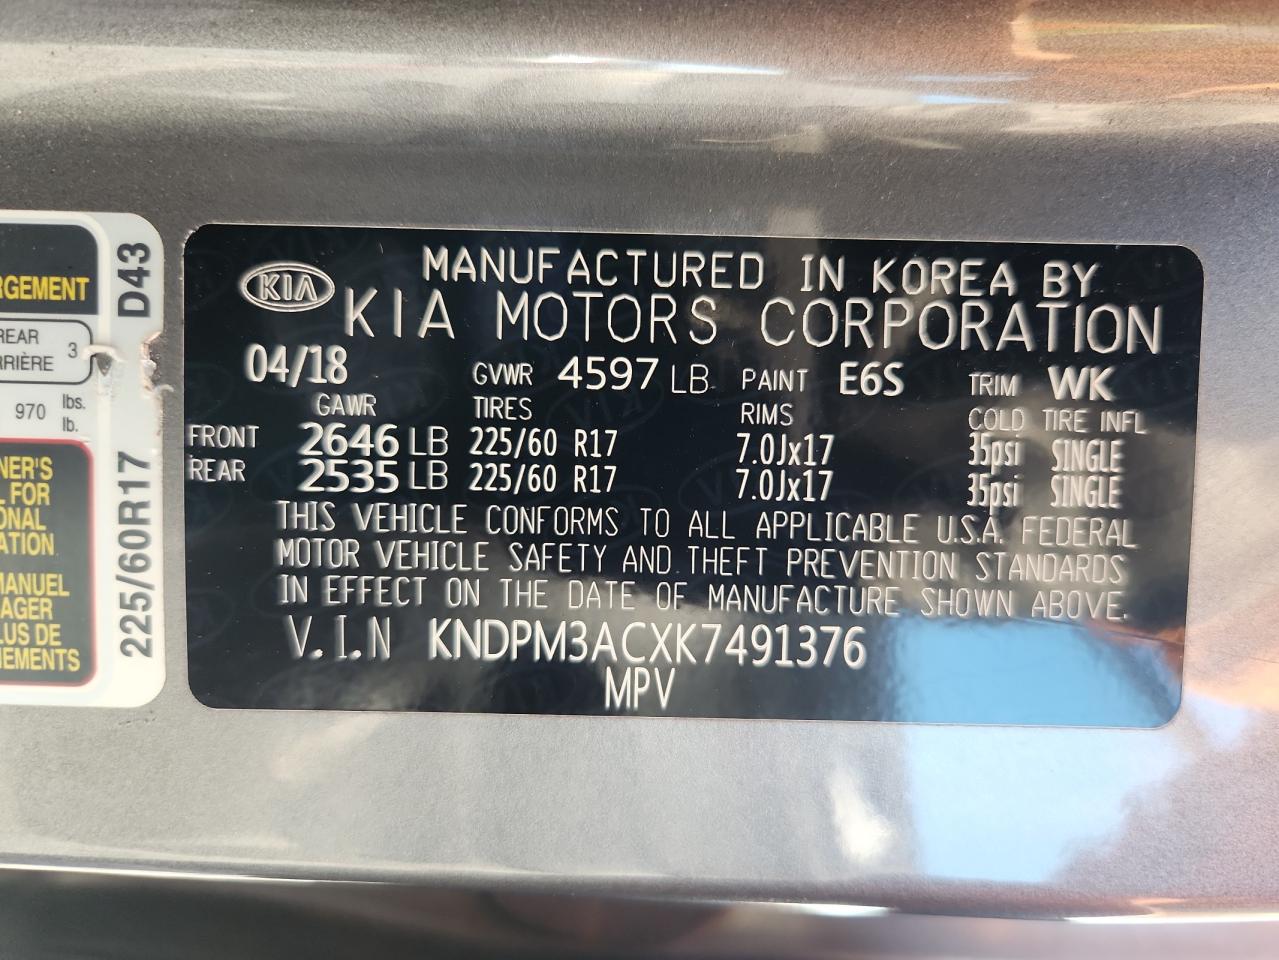 RGEMENT
REAR
RRIÈRE 3
970 lbs.
lb.
NER'S
L FOR
ONAL
ATION
MANUEL
AGER
LUS DE
NEMENTS
D43
225/60R17
KIA
MANUFACTURED IN KOREA BY
KIA MOTORS CORPORATION
04/18 GVWR 4597 LB PAINT E6S TRIM WK
GAWR TIRES RIMS COLD TIRE INFL
FRONT 2646 LB 225/60 R17 7.0Jx17 35psi SINGLE
REAR 2535 LB 225/60 R17 7.0Jx17 35psi SINGLE
THIS VEHICLE CONFORMS TO ALL APPLICABLE U.S.A. FEDERAL
MOTOR VEHICLE SAFETY AND THEFT PREVENTION STANDARDS
IN EFFECT ON THE DATE OF MANUFACTURE SHOWN ABOVE.
V.I.N KNDPM3ACXK7491376
MPV